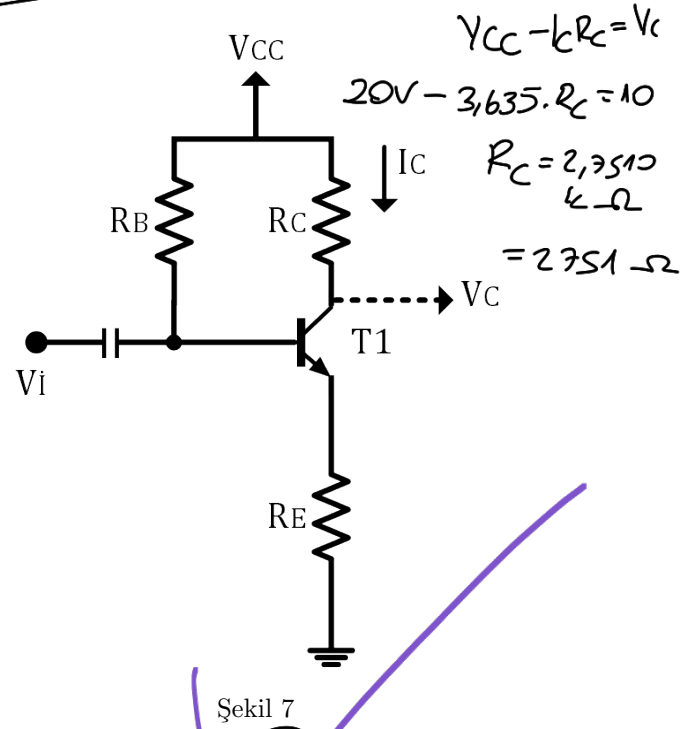 VCC - ICRC = VC
20V - 3,635.RC = 10
RC = 2,7510
k Ω
= 2751 Ω
VCC
IC
RB
RC
VC
T1
Vİ
RE
Şekil 7